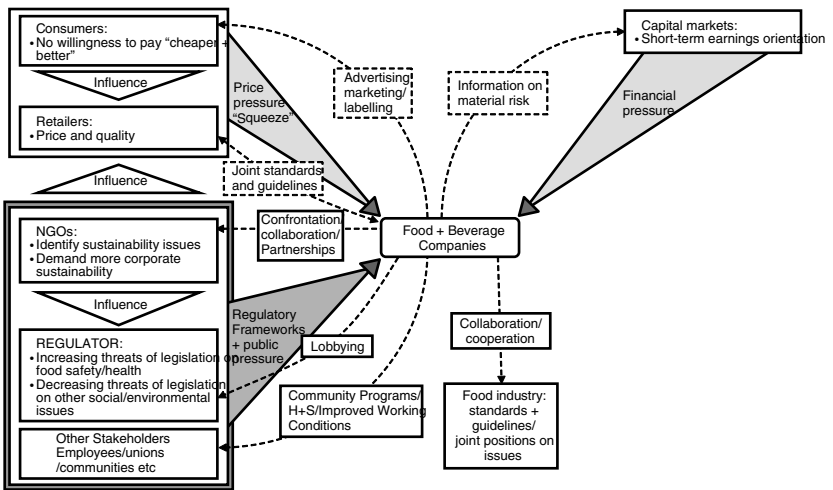 Consumers:
• No willingness to pay “cheaper +
better”
Influence
Retailers:
• Price and quality
Influence
NGOs:
• Identify sustainability issues
• Demand more corporate
sustainability
Influence
REGULATOR:
• Increasing threats of legislation on
food safety/health
• Decreasing threats of legislation
on other social/environmental
issues
Other Stakeholders
Employees/unions
/communities etc
Price
pressure
“Squeeze”
Advertising
marketing/
labelling
Joint standards
and guidelines
Confrontation/
collaboration/
Partnerships
Regulatory
Frameworks
+ public
pressure
Lobbying
Community Programs/
H+S/Improved Working
Conditions
Food + Beverage
Companies
Information on
material risk
Capital markets:
• Short-term earnings orientation
Financial
pressure
Collaboration/
cooperation
Food industry:
standards +
guidelines/
joint positions on
issues